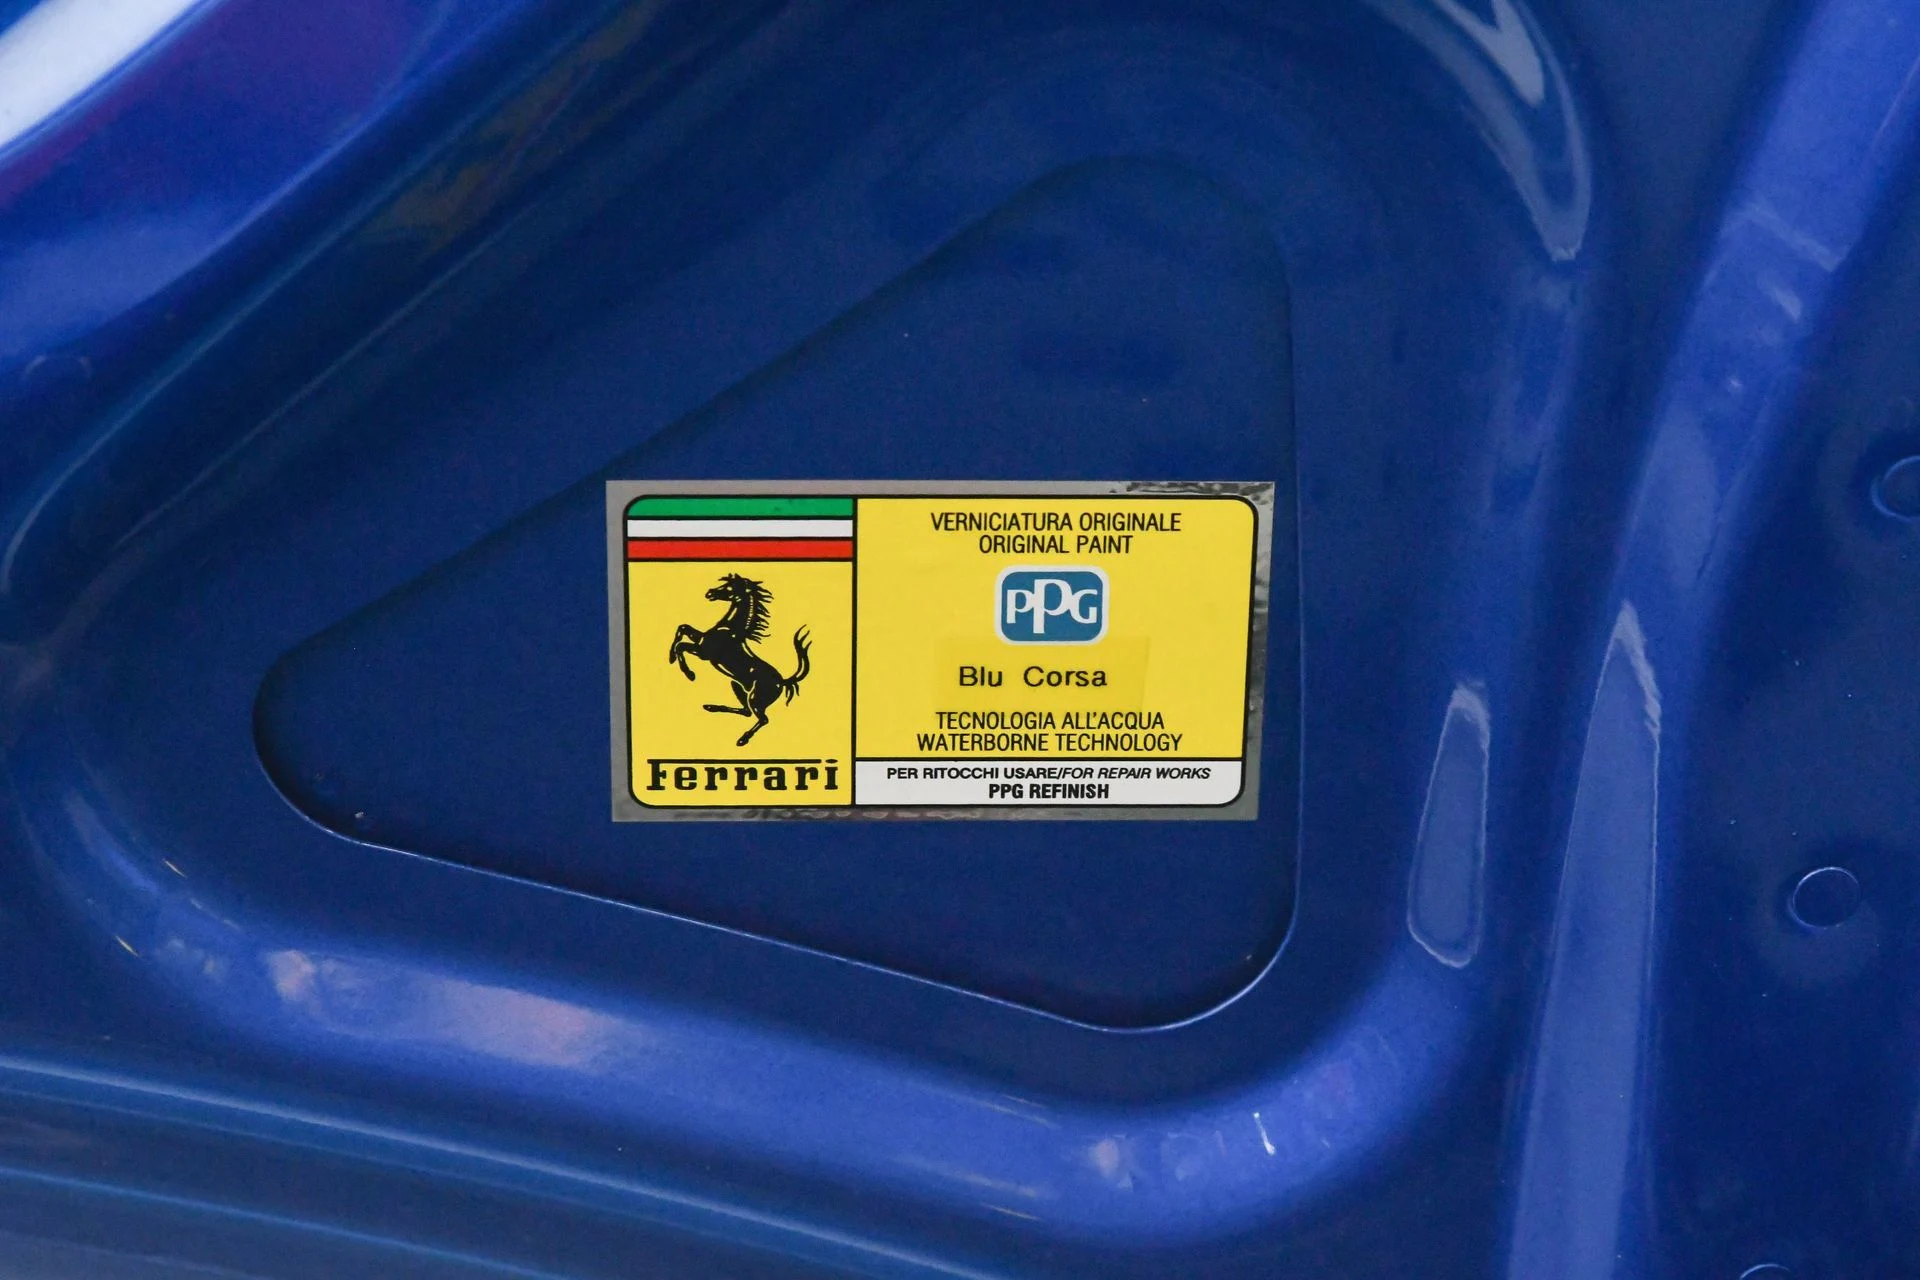 Ferrari
VERNICIATURA ORIGINALE
ORIGINAL PAINT
PPG
Blu Corsa
TECNOLOGIA ALL'ACQUA
WATERBORNE TECHNOLOGY
PER RITOCCHI USARE/FOR REPAIR WORKS
PPG REFINISH